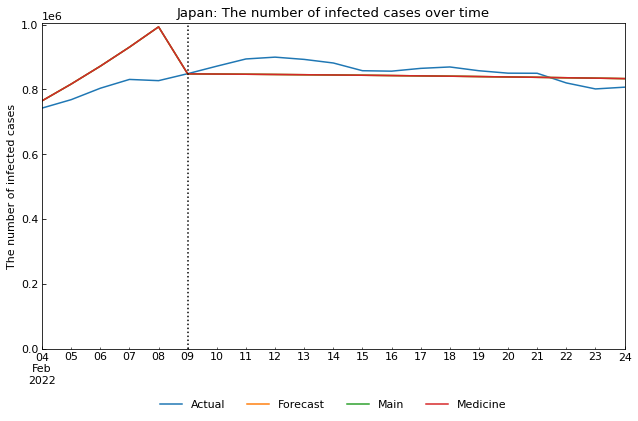 Japan: The number of infected cases over time
1e6
1.0
0.8
0.6
0.4
0.2
0.0
The number of infected cases
04 05 06 07 08 09 10 11 12 13 14 15 16 17 18 19 20 21 22 23 24
Feb
2022
Actual Forecast Main Medicine